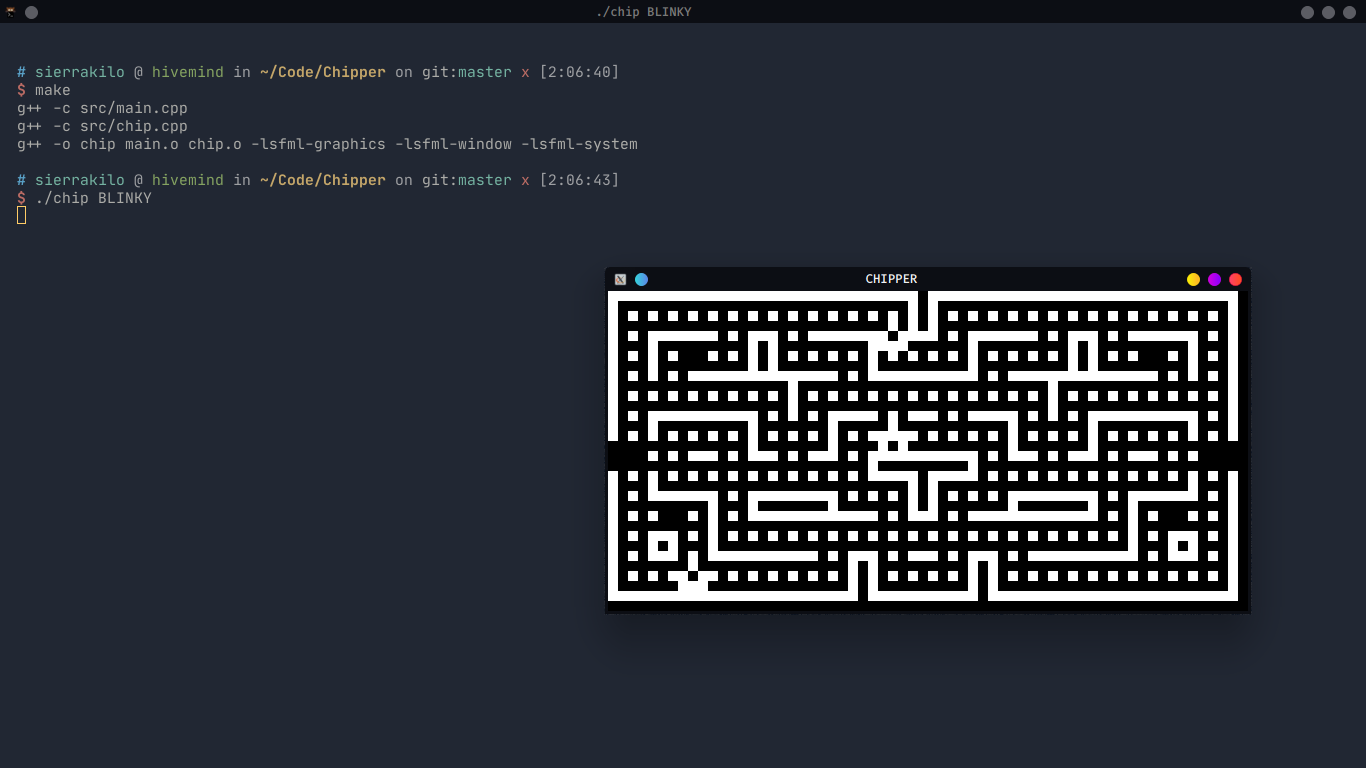 ./chip BLINKY
# sierrakilo @ hivemind in ~/Code/Chipper on git:master x [2:06:40]
$ make
g++ -c src/main.cpp
g++ -c src/chip.cpp
g++ -o chip main.o chip.o -lsfml-graphics -lsfml-window -lsfml-system
# sierrakilo @ hivemind in ~/Code/Chipper on git:master x [2:06:43]
$ ./chip BLINKY
CHIPPER